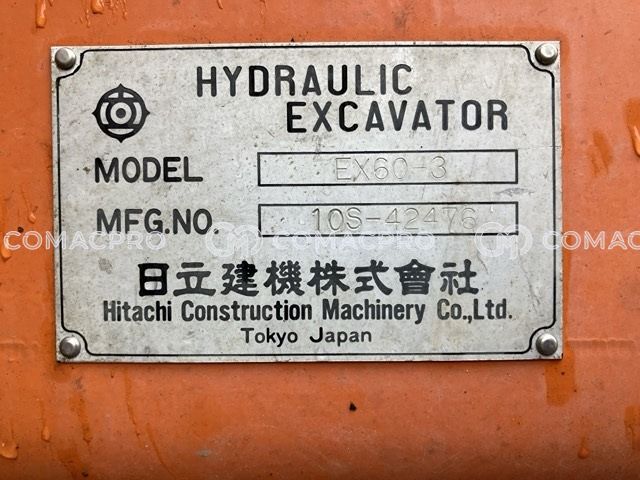 HYDRAULIC
EXCAVATOR
MODEL EX60-3
MFG.NO. 10S-42476
COMACPRO COMACPRO COMACP
日立建機株式會社
Hitachi Construction Machinery Co.,Ltd.
Tokyo Japan